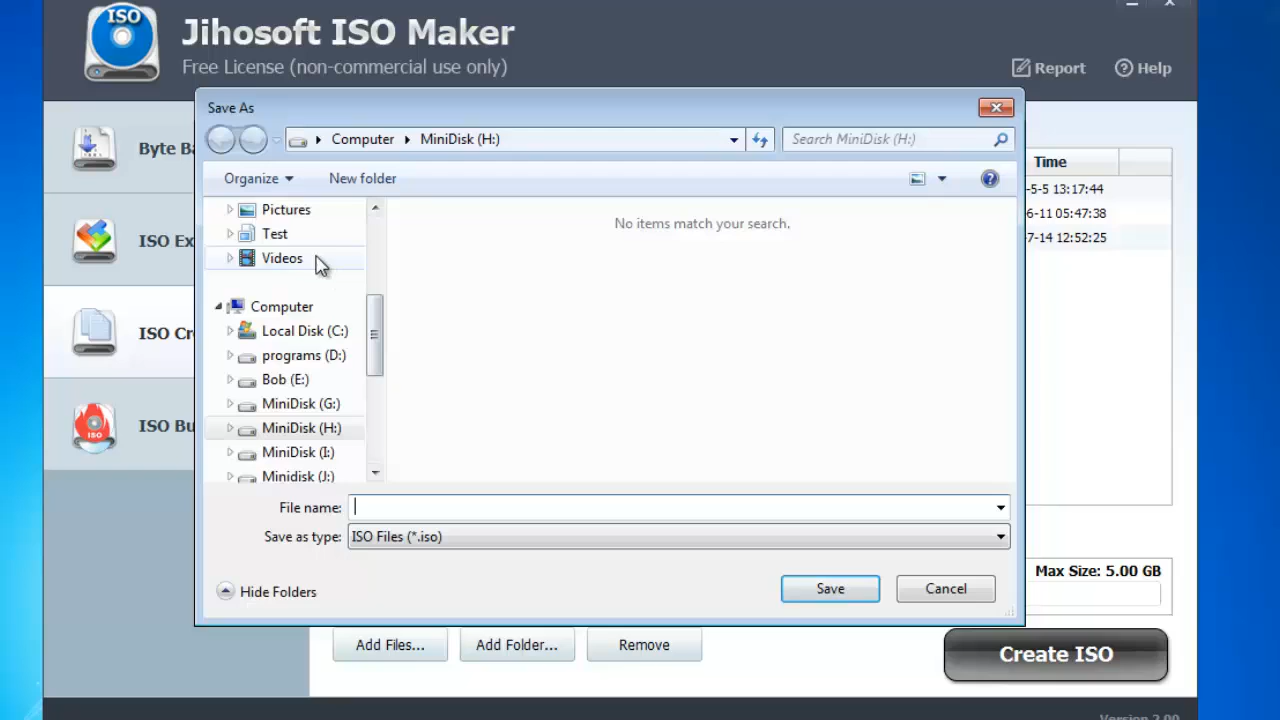 ISO
Jihosoft ISO Maker
Free License (non-commercial use only)
Report
Help
Save As
Computer
MiniDisk (H:)
Search MiniDisk (H:)
Organize
New folder
Pictures
Test
Videos
Computer
Local Disk (C:)
programs (D:)
Bob (E:)
MiniDisk (G:)
MiniDisk (H:)
MiniDisk (I:)
Minidisk (J:)
No items match your search.
File name:
Save as type:
ISO Files (*.iso)
Hide Folders
Save
Cancel
Byte Ba
ISO Ex
ISO Cr
ISO
ISO Bu
Time
-5-5 13:17:44
6-11 05:47:38
-7-14 12:52:25
Max Size: 5.00 GB
Add Files...
Add Folder...
Remove
Create ISO
Version 2.00